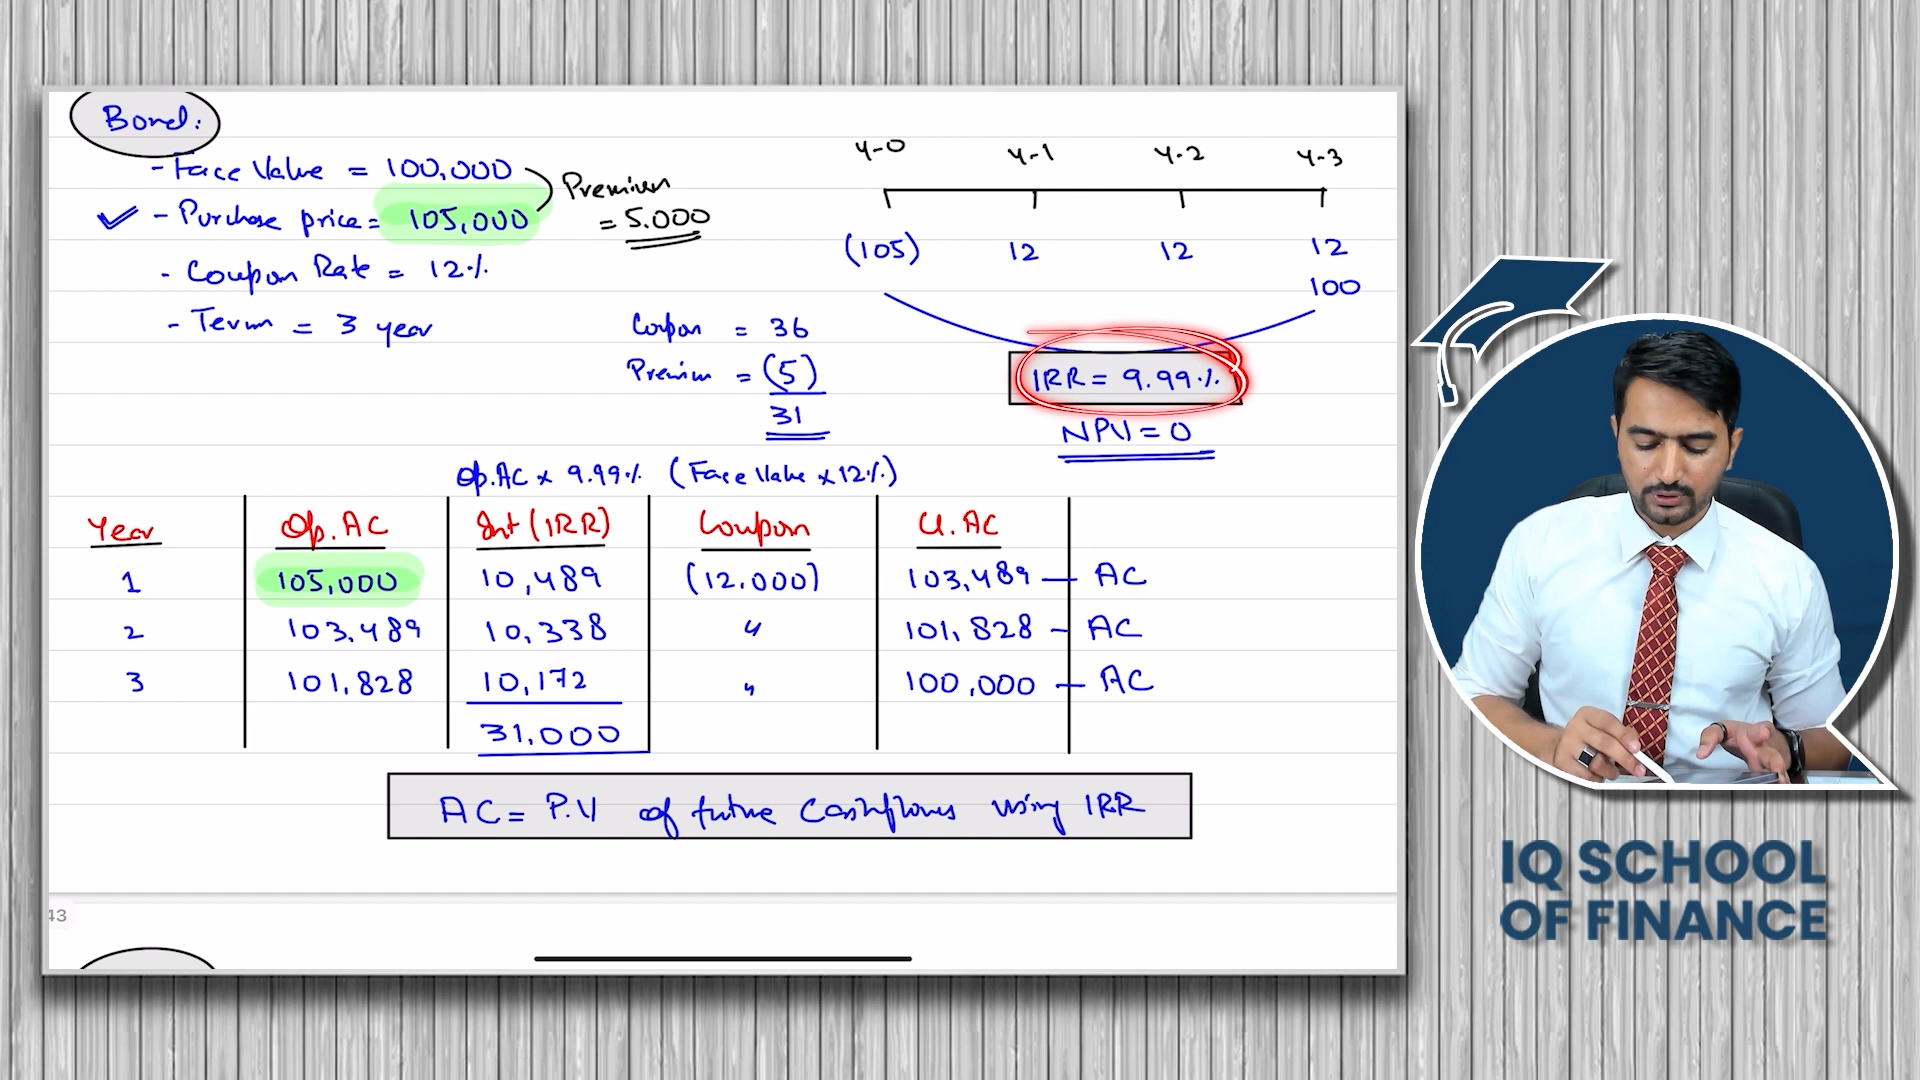 Bond:
- Face Value = 100,000
- Purchase price = 105,000
Premium
= 5.000
- Coupon Rate = 12%
- Term = 3 year
Y-0 Y-1 Y-2 Y-3
(105) 12 12 12
100
Coupon = 36
Premium = (5)
31
IRR = 9.99%
NPV = 0
Op.AC x 9.99% (Face Value x 12%)
Year Op.AC Int (IRR) Coupon Cl.AC
1 105,000 10,489 (12.000) 103,489 — AC
2 103,489 10,338 " 101,828 - AC
3 101,828 10,172 " 100,000 — AC
31,000
AC = P.V of future Cashflows using IRR
43
IQ SCHOOL
OF FINANCE